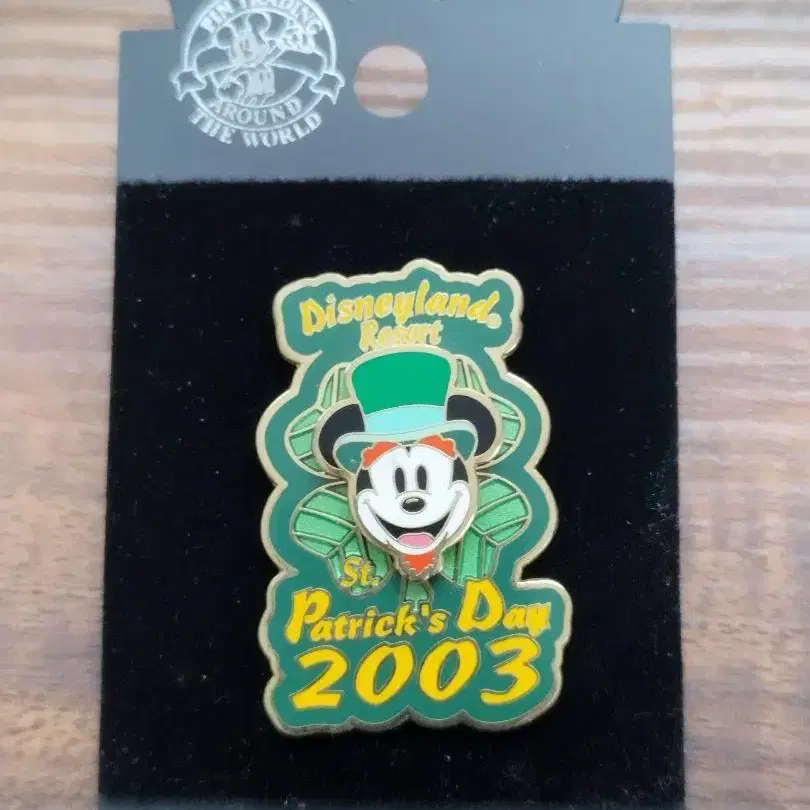 PIN TRADING
AROUND
THE WORLD
Disneyland®
Resort
St.
Patrick's Day
2003